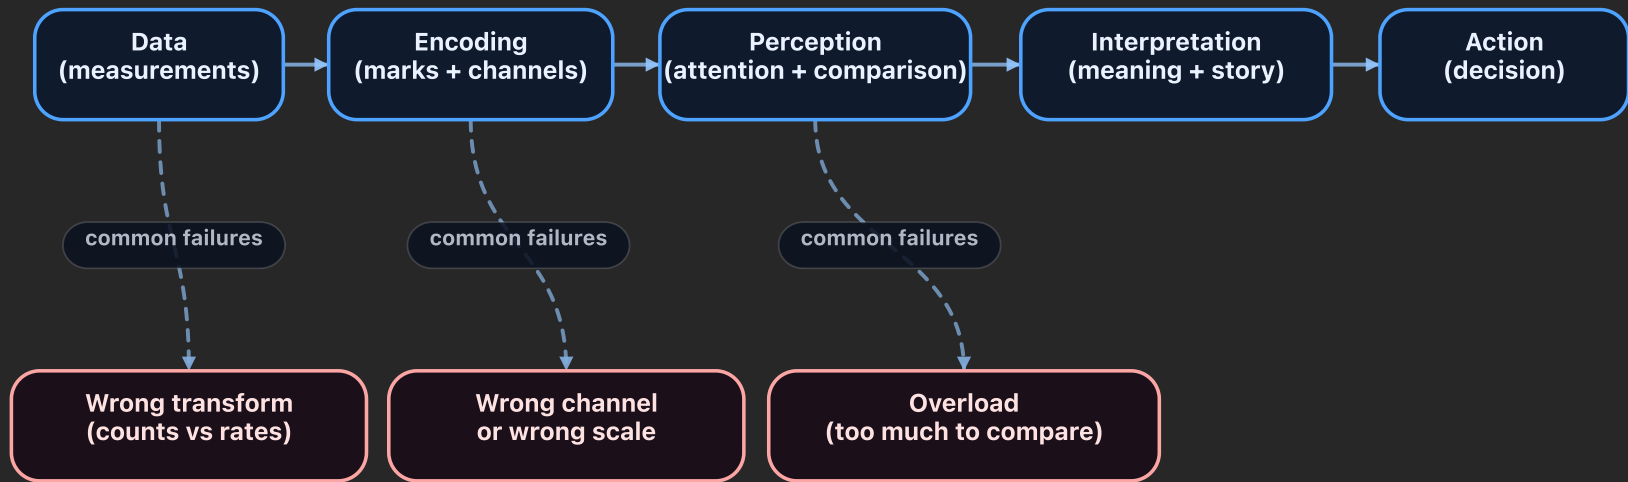 Data
(measurements)
Encoding
(marks + channels)
Perception
(attention + comparison)
Interpretation
(meaning + story)
Action
(decision)
common failures
common failures
common failures
Wrong transform
(counts vs rates)
Wrong channel
or wrong scale
Overload
(too much to compare)